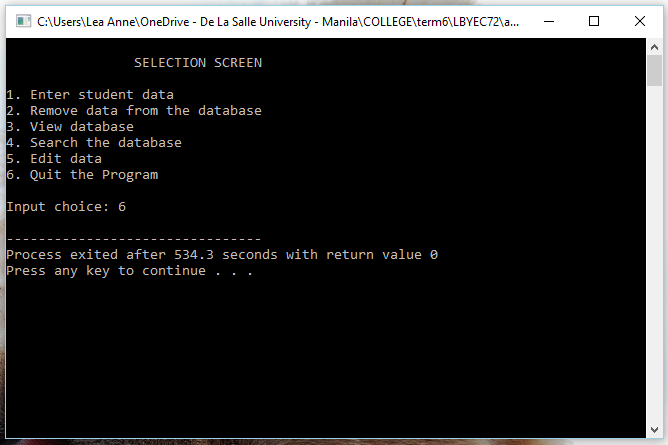 C:\Users\Lea Anne\OneDrive - De La Salle University - Manila\COLLEGE\term6\LBYEC72\a...
SELECTION SCREEN
1. Enter student data
2. Remove data from the database
3. View database
4. Search the database
5. Edit data
6. Quit the Program
Input choice: 6
--------------------------------
Process exited after 534.3 seconds with return value 0
Press any key to continue . . .